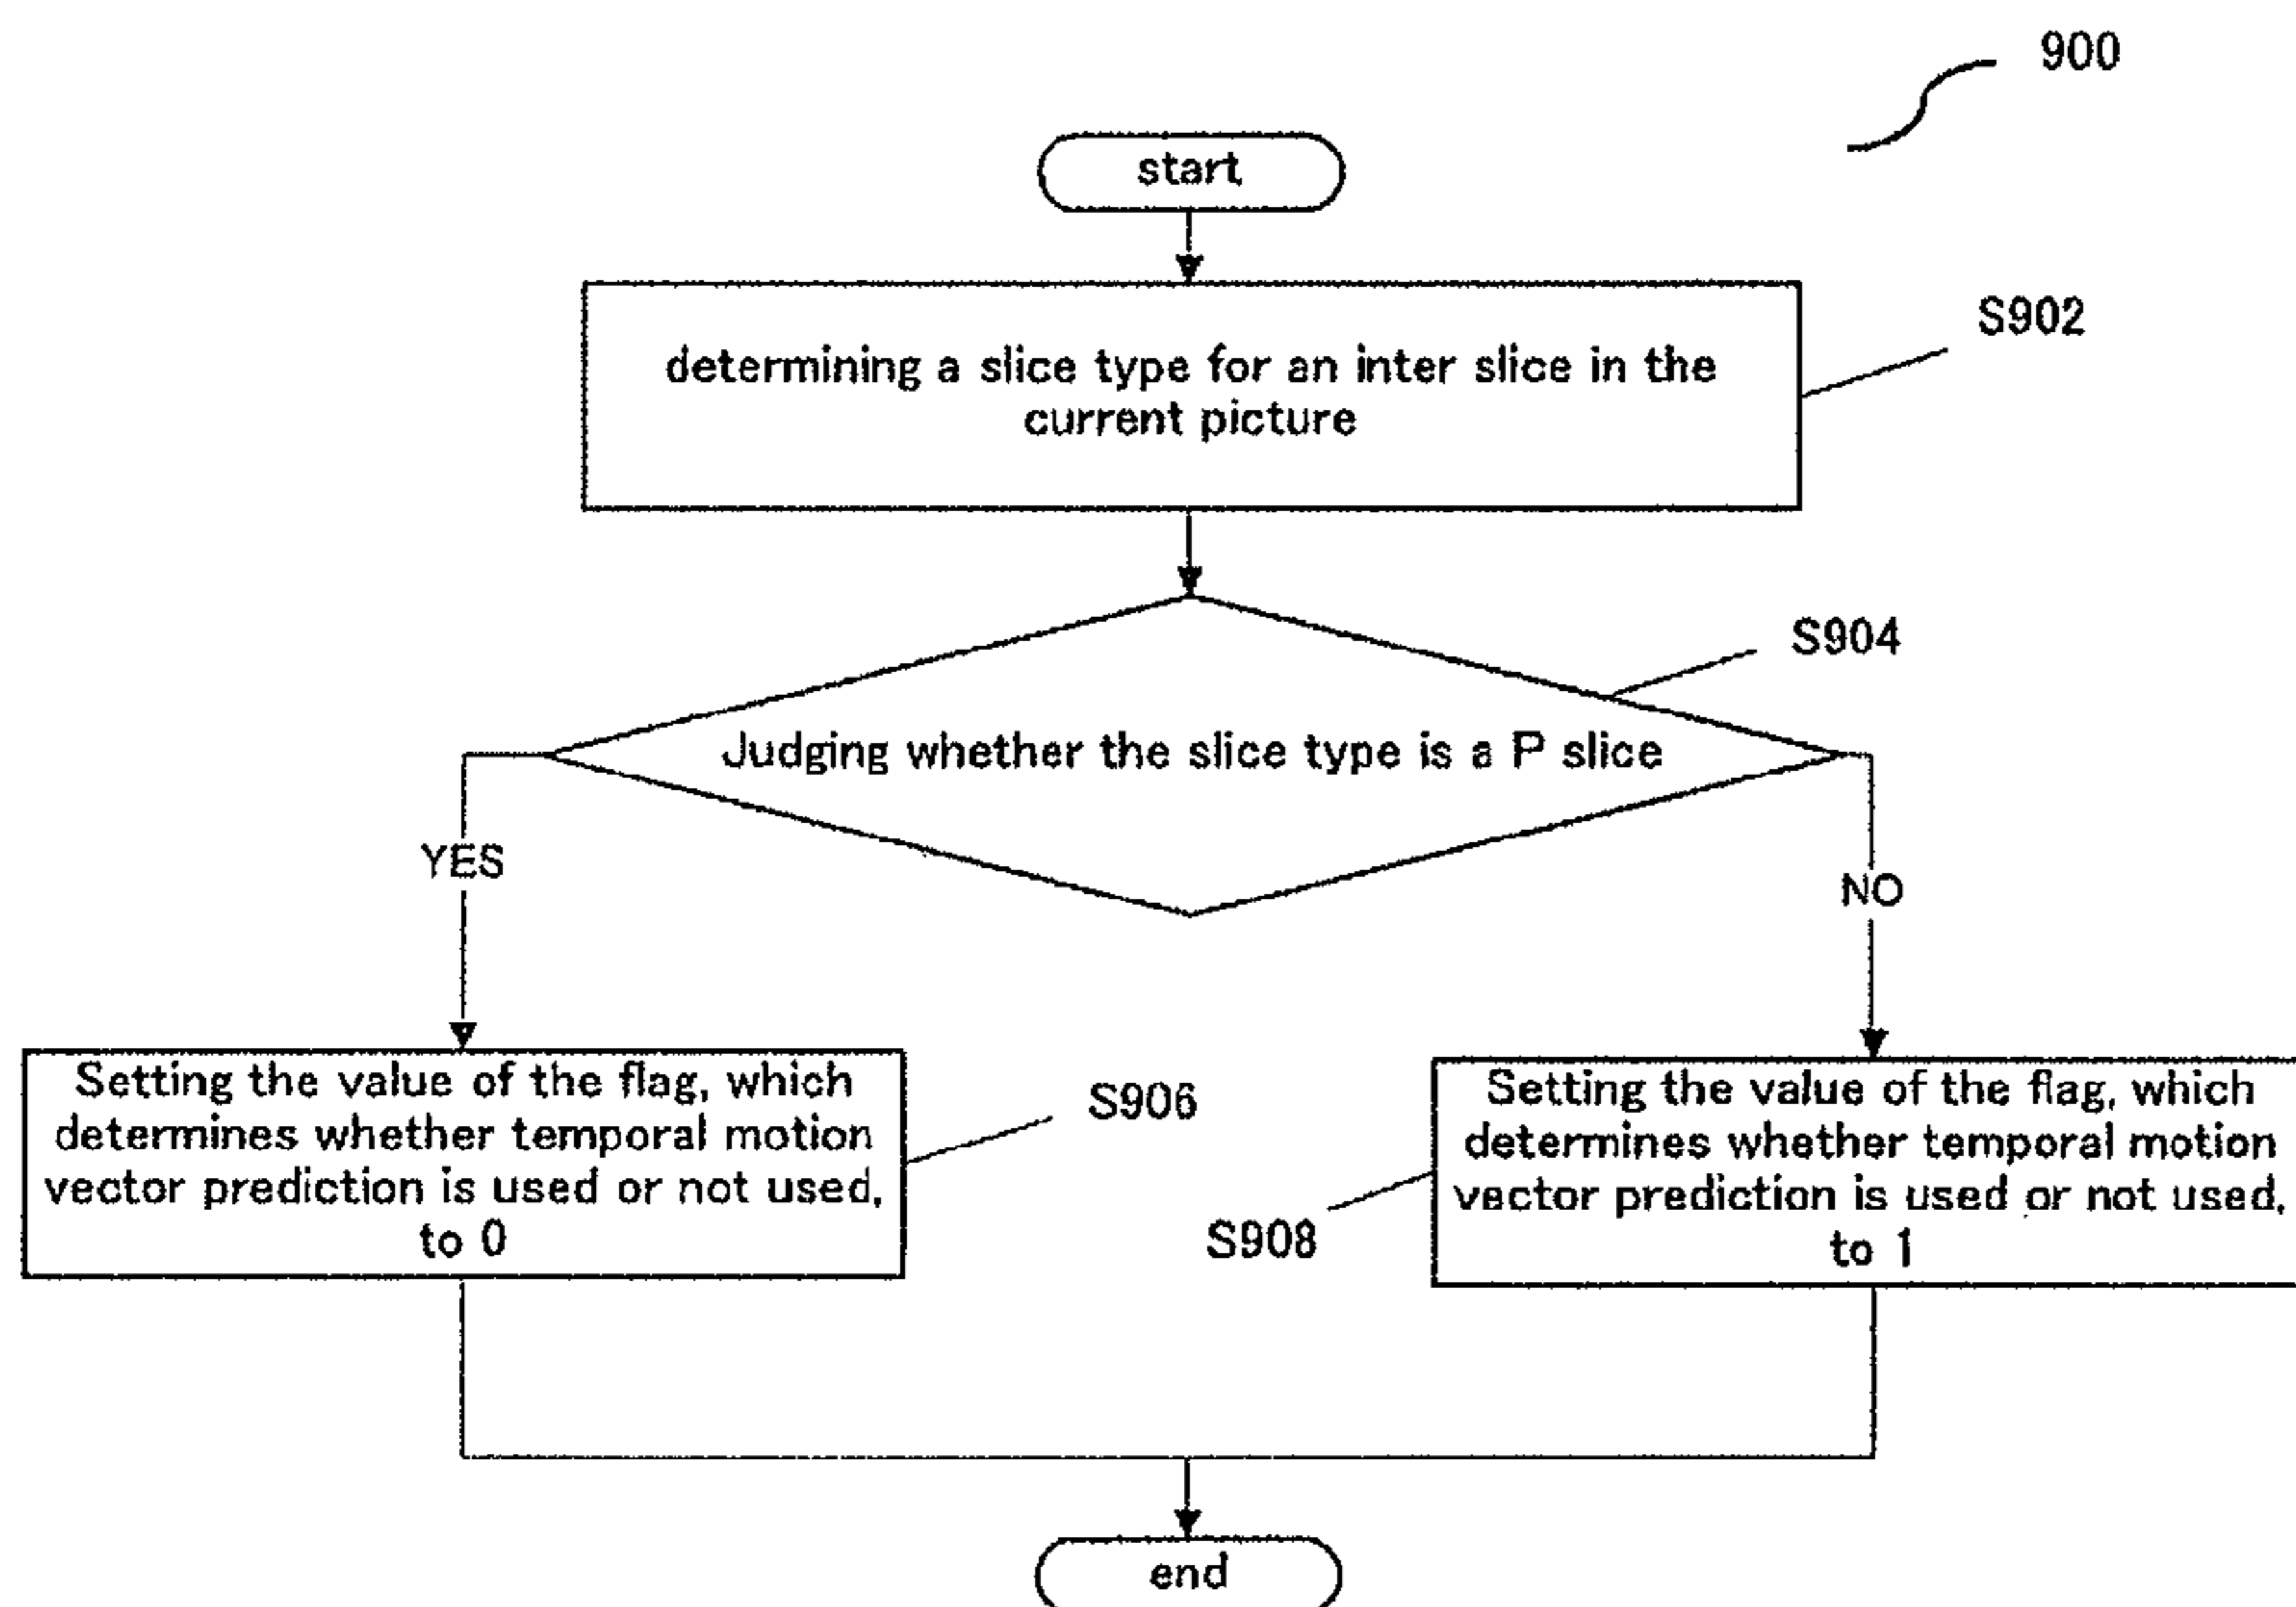 900
start
determining a slice type for an inter slice in the
current picture
S902
S904
Judging whether the slice type is a P slice
YES
NO
Setting the value of the flag, which
determines whether temporal motion
vector prediction is used or not used,
to 0
S906
Setting the value of the flag, which
determines whether temporal motion
vector prediction is used or not used,
to 1
S908
end